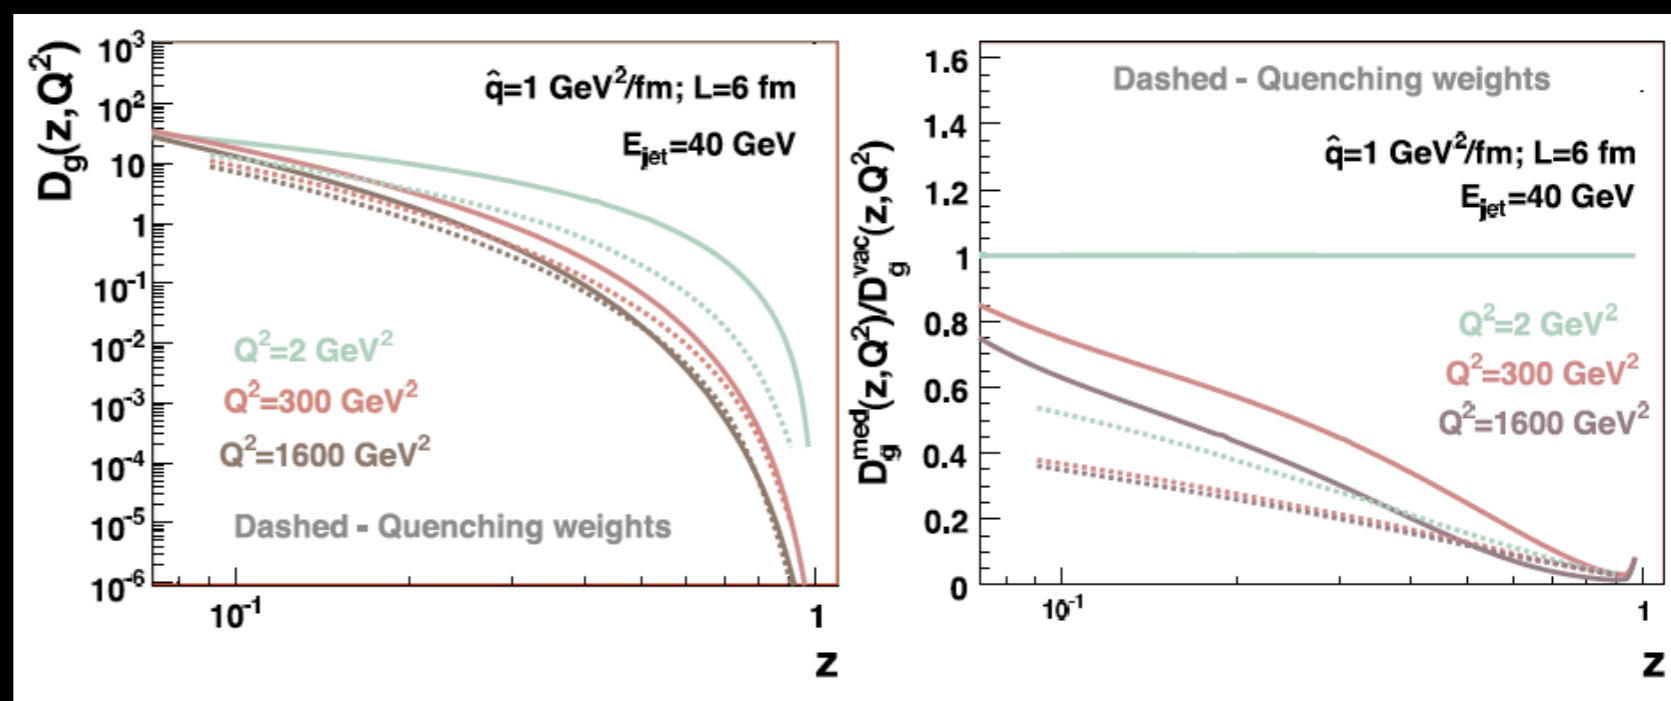 D_g(z,Q²)
10³
10²
10
1
10⁻¹
10⁻²
10⁻³
10⁻⁴
10⁻⁵
10⁻⁶
q̂=1 GeV²/fm; L=6 fm
E_jet=40 GeV
Q²=2 GeV²
Q²=300 GeV²
Q²=1600 GeV²
Dashed - Quenching weights
10⁻¹ 1
z
D_g^med(z,Q²)/D_g^vac(z,Q²)
1.6
1.4
1.2
1
0.8
0.6
0.4
0.2
0
Dashed - Quenching weights
q̂=1 GeV²/fm; L=6 fm
E_jet=40 GeV
Q²=2 GeV²
Q²=300 GeV²
Q²=1600 GeV²
10⁻¹ 1
z